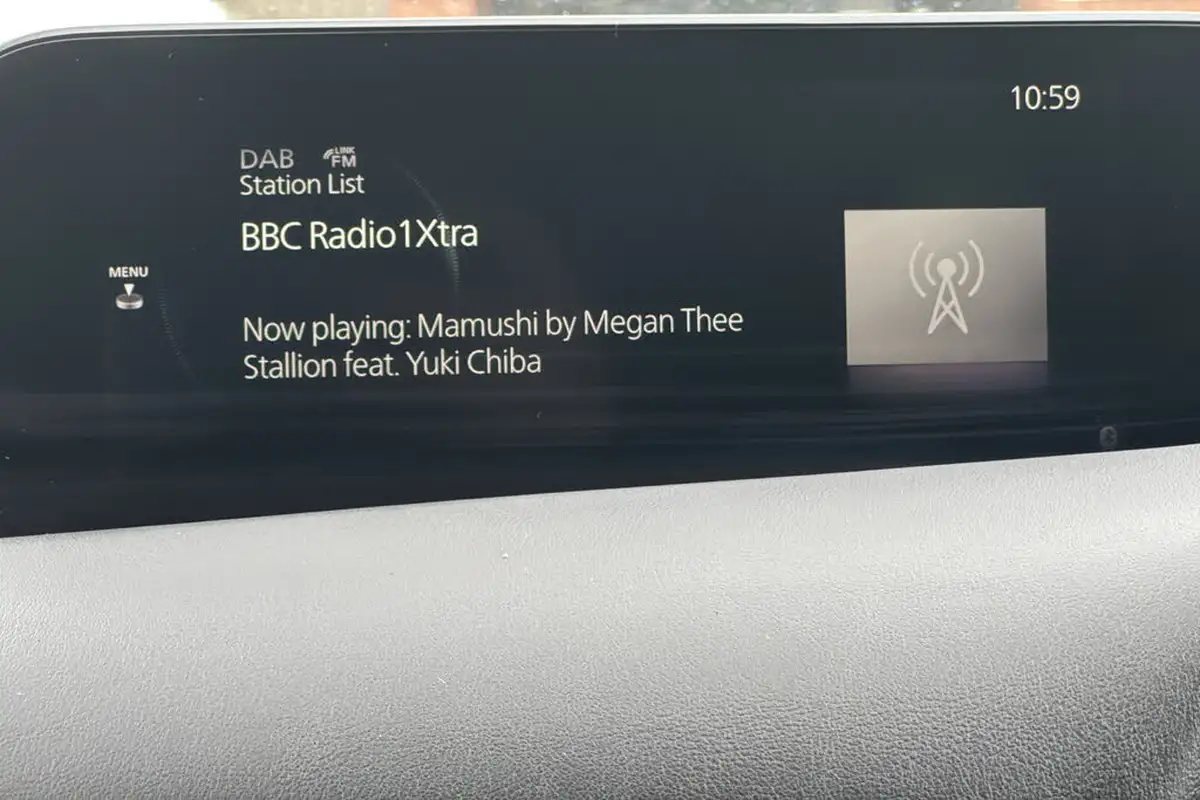 10:59
DAB LINK FM
Station List
BBC Radio1Xtra
MENU
Now playing: Mamushi by Megan Thee
Stallion feat. Yuki Chiba